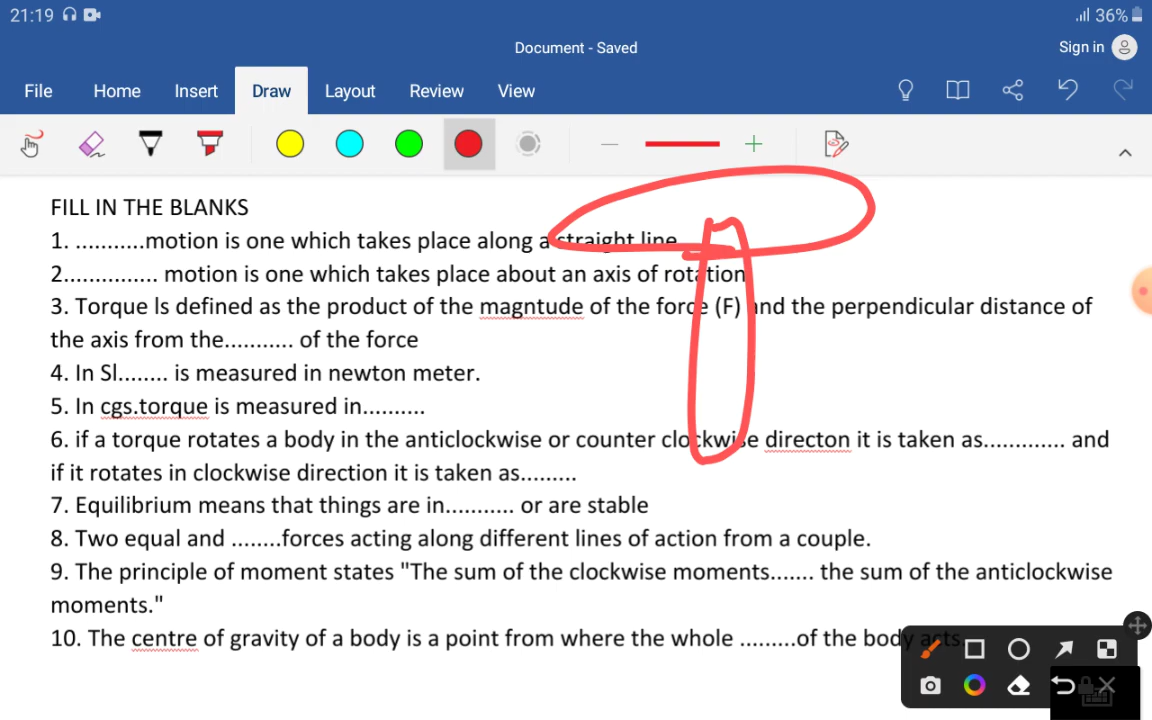 21:19
36%
Document - Saved
Sign in
File Home Insert Draw Layout Review View
FILL IN THE BLANKS
1. ...........motion is one which takes place along a straight line
2............... motion is one which takes place about an axis of rotation
3. Torque ls defined as the product of the magntude of the force (F) and the perpendicular distance of
the axis from the........... of the force
4. In Sl........ is measured in newton meter.
5. In cgs.torque is measured in..........
6. if a torque rotates a body in the anticlockwise or counter clockwise directon it is taken as............. and
if it rotates in clockwise direction it is taken as.........
7. Equilibrium means that things are in........... or are stable
8. Two equal and ........forces acting along different lines of action from a couple.
9. The principle of moment states "The sum of the clockwise moments....... the sum of the anticlockwise
moments."
10. The centre of gravity of a body is a point from where the whole .........of the body acts.